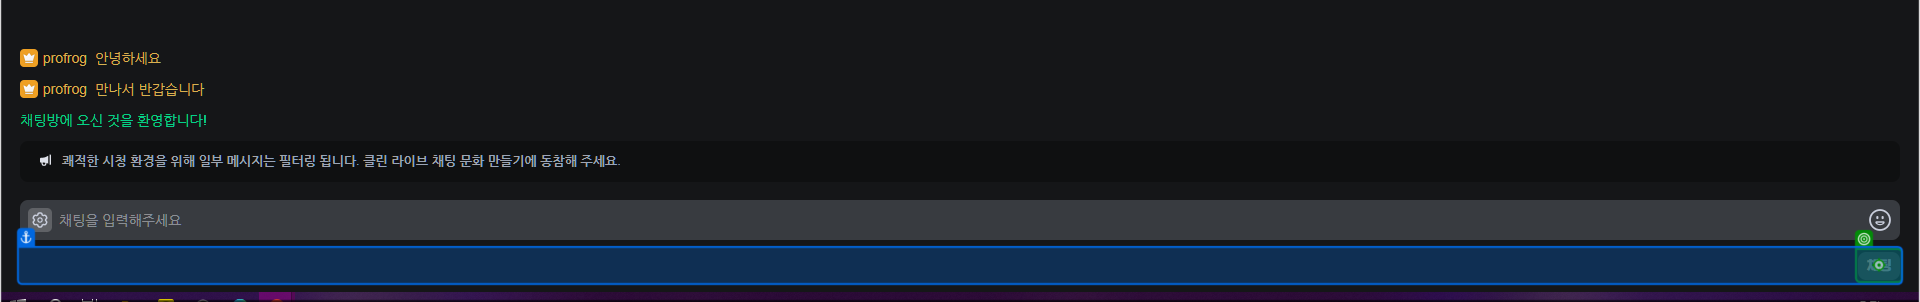 profrog 안녕하세요
profrog 만나서 반갑습니다
채팅방에 오신 것을 환영합니다!
쾌적한 시청 환경을 위해 일부 메시지는 필터링 됩니다. 클린 라이브 채팅 문화 만들기에 동참해 주세요.
채팅을 입력해주세요